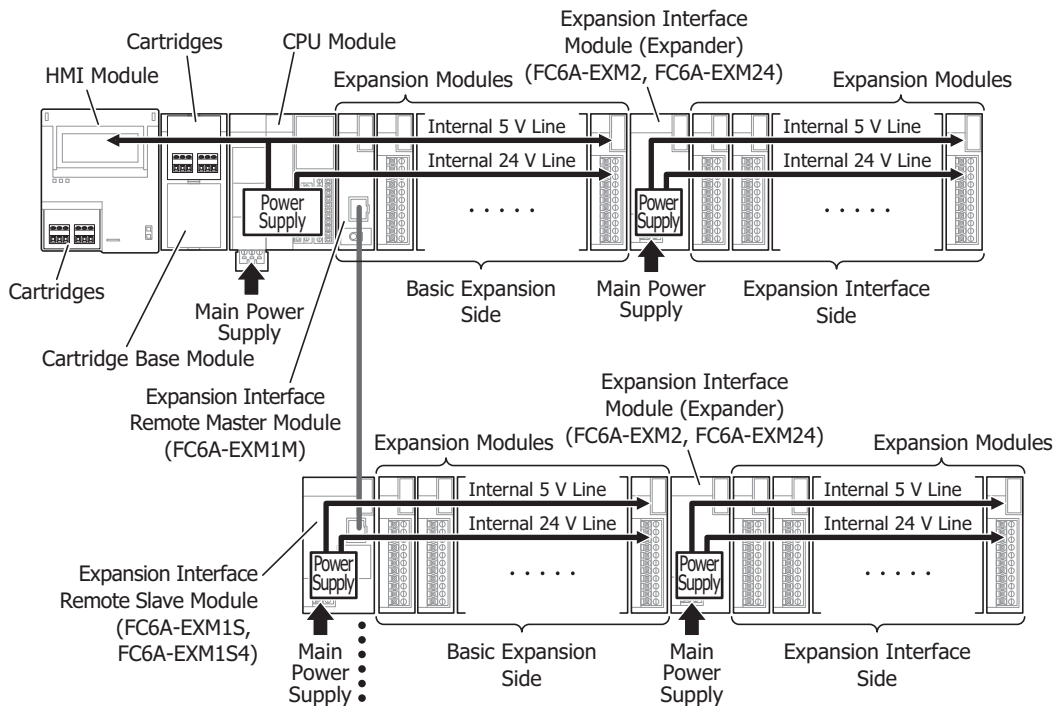 Cartridges
CPU Module
HMI Module
Expansion Interface
Module (Expander)
(FC6A-EXM2, FC6A-EXM24)
Expansion Modules
Expansion Modules
Internal 5 V Line
Internal 24 V Line
Internal 5 V Line
Internal 24 V Line
Power
Supply
Power
Supply
Cartridges
Main Power
Supply
Basic Expansion
Side
Main Power
Supply
Expansion Interface
Side
Cartridge Base Module
Expansion Interface
Remote Master Module
(FC6A-EXM1M)
Expansion Interface
Module (Expander)
(FC6A-EXM2, FC6A-EXM24)
Expansion Modules
Expansion Modules
Internal 5 V Line
Internal 24 V Line
Internal 5 V Line
Internal 24 V Line
Power
Supply
Power
Supply
Expansion Interface
Remote Slave Module
(FC6A-EXM1S,
FC6A-EXM1S4)
Main
Power
Supply
Basic Expansion
Side
Main
Power
Supply
Expansion Interface
Side